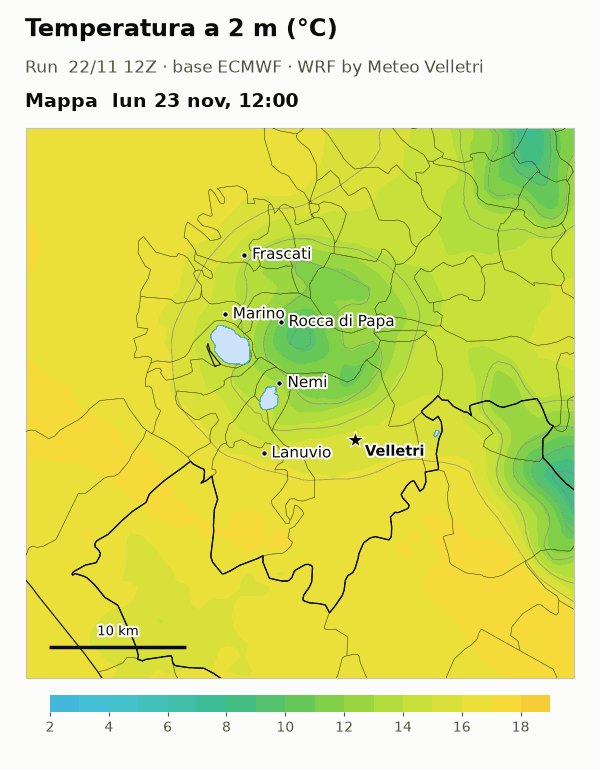 Temperatura a 2 m (°C)
Run  22/11 12Z · base ECMWF · WRF by Meteo Velletri
Mappa  lun 23 nov, 12:00
Frascati
Marino
Rocca di Papa
Nemi
Velletri
Lanuvio
10 km
2 4 6 8 10 12 14 16 18